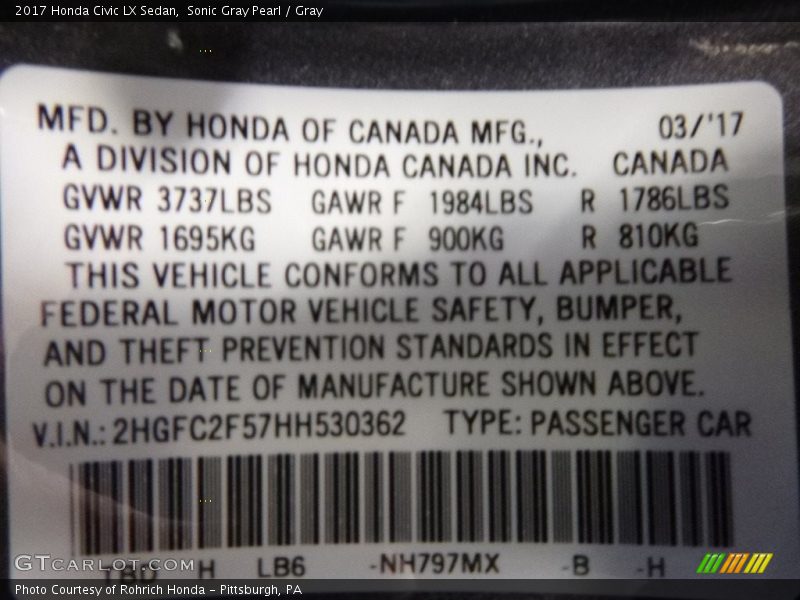 2017 Honda Civic LX Sedan, Sonic Gray Pearl / Gray
MFD. BY HONDA OF CANADA MFG., 03/'17
A DIVISION OF HONDA CANADA INC. CANADA
GVWR 3737LBS GAWR F 1984LBS R 1786LBS
GVWR 1695KG GAWR F 900KG R 810KG
THIS VEHICLE CONFORMS TO ALL APPLICABLE
FEDERAL MOTOR VEHICLE SAFETY, BUMPER,
AND THEFT PREVENTION STANDARDS IN EFFECT
ON THE DATE OF MANUFACTURE SHOWN ABOVE.
V.I.N.: 2HGFC2F57HH530362 TYPE: PASSENGER CAR
TBD H LB6 -NH797MX -B -H
GTCARLOT.COM
Photo Courtesy of Rohrich Honda - Pittsburgh, PA